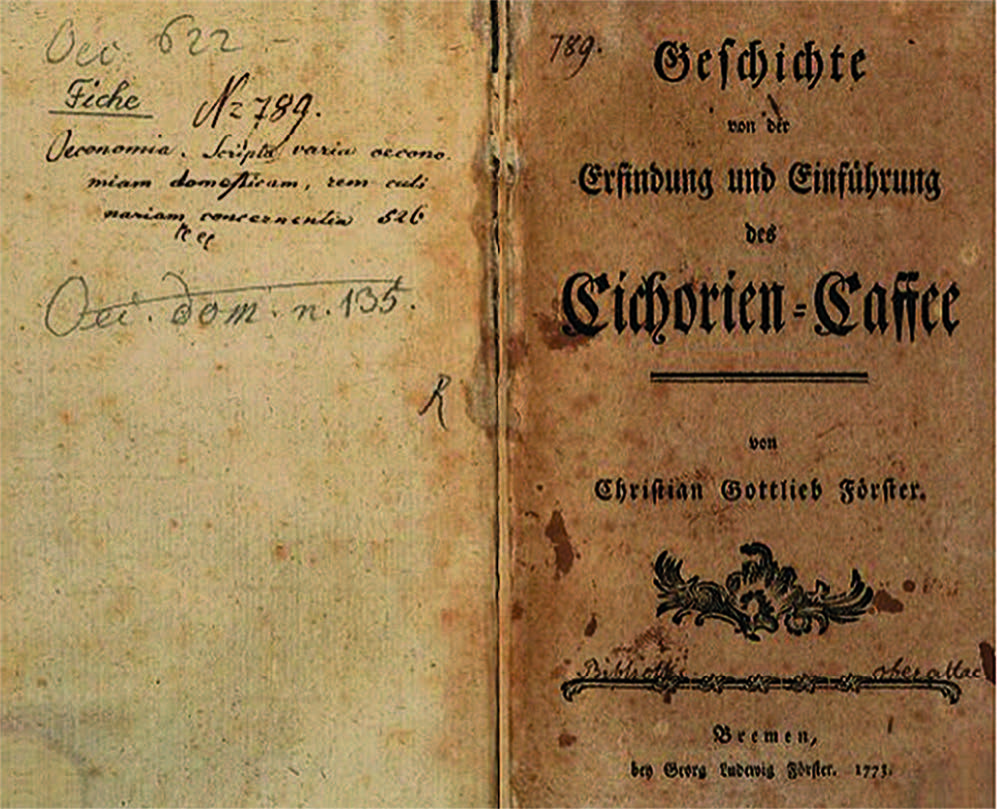 Oec. 622 -
Fiche
No 789.
Oeconomia. Scripta varia oecono-
miam domesticam, rem culi
nariam concernentia 526
Oec. dom. n. 135.
R
789.
Geschichte
von der
Erfindung und Einführung
des
Cichorien-Caffee
von
Christian Gottlieb Förster.
Biblioth
Bremen,
bey Georg Ludewig Förster. 1773.